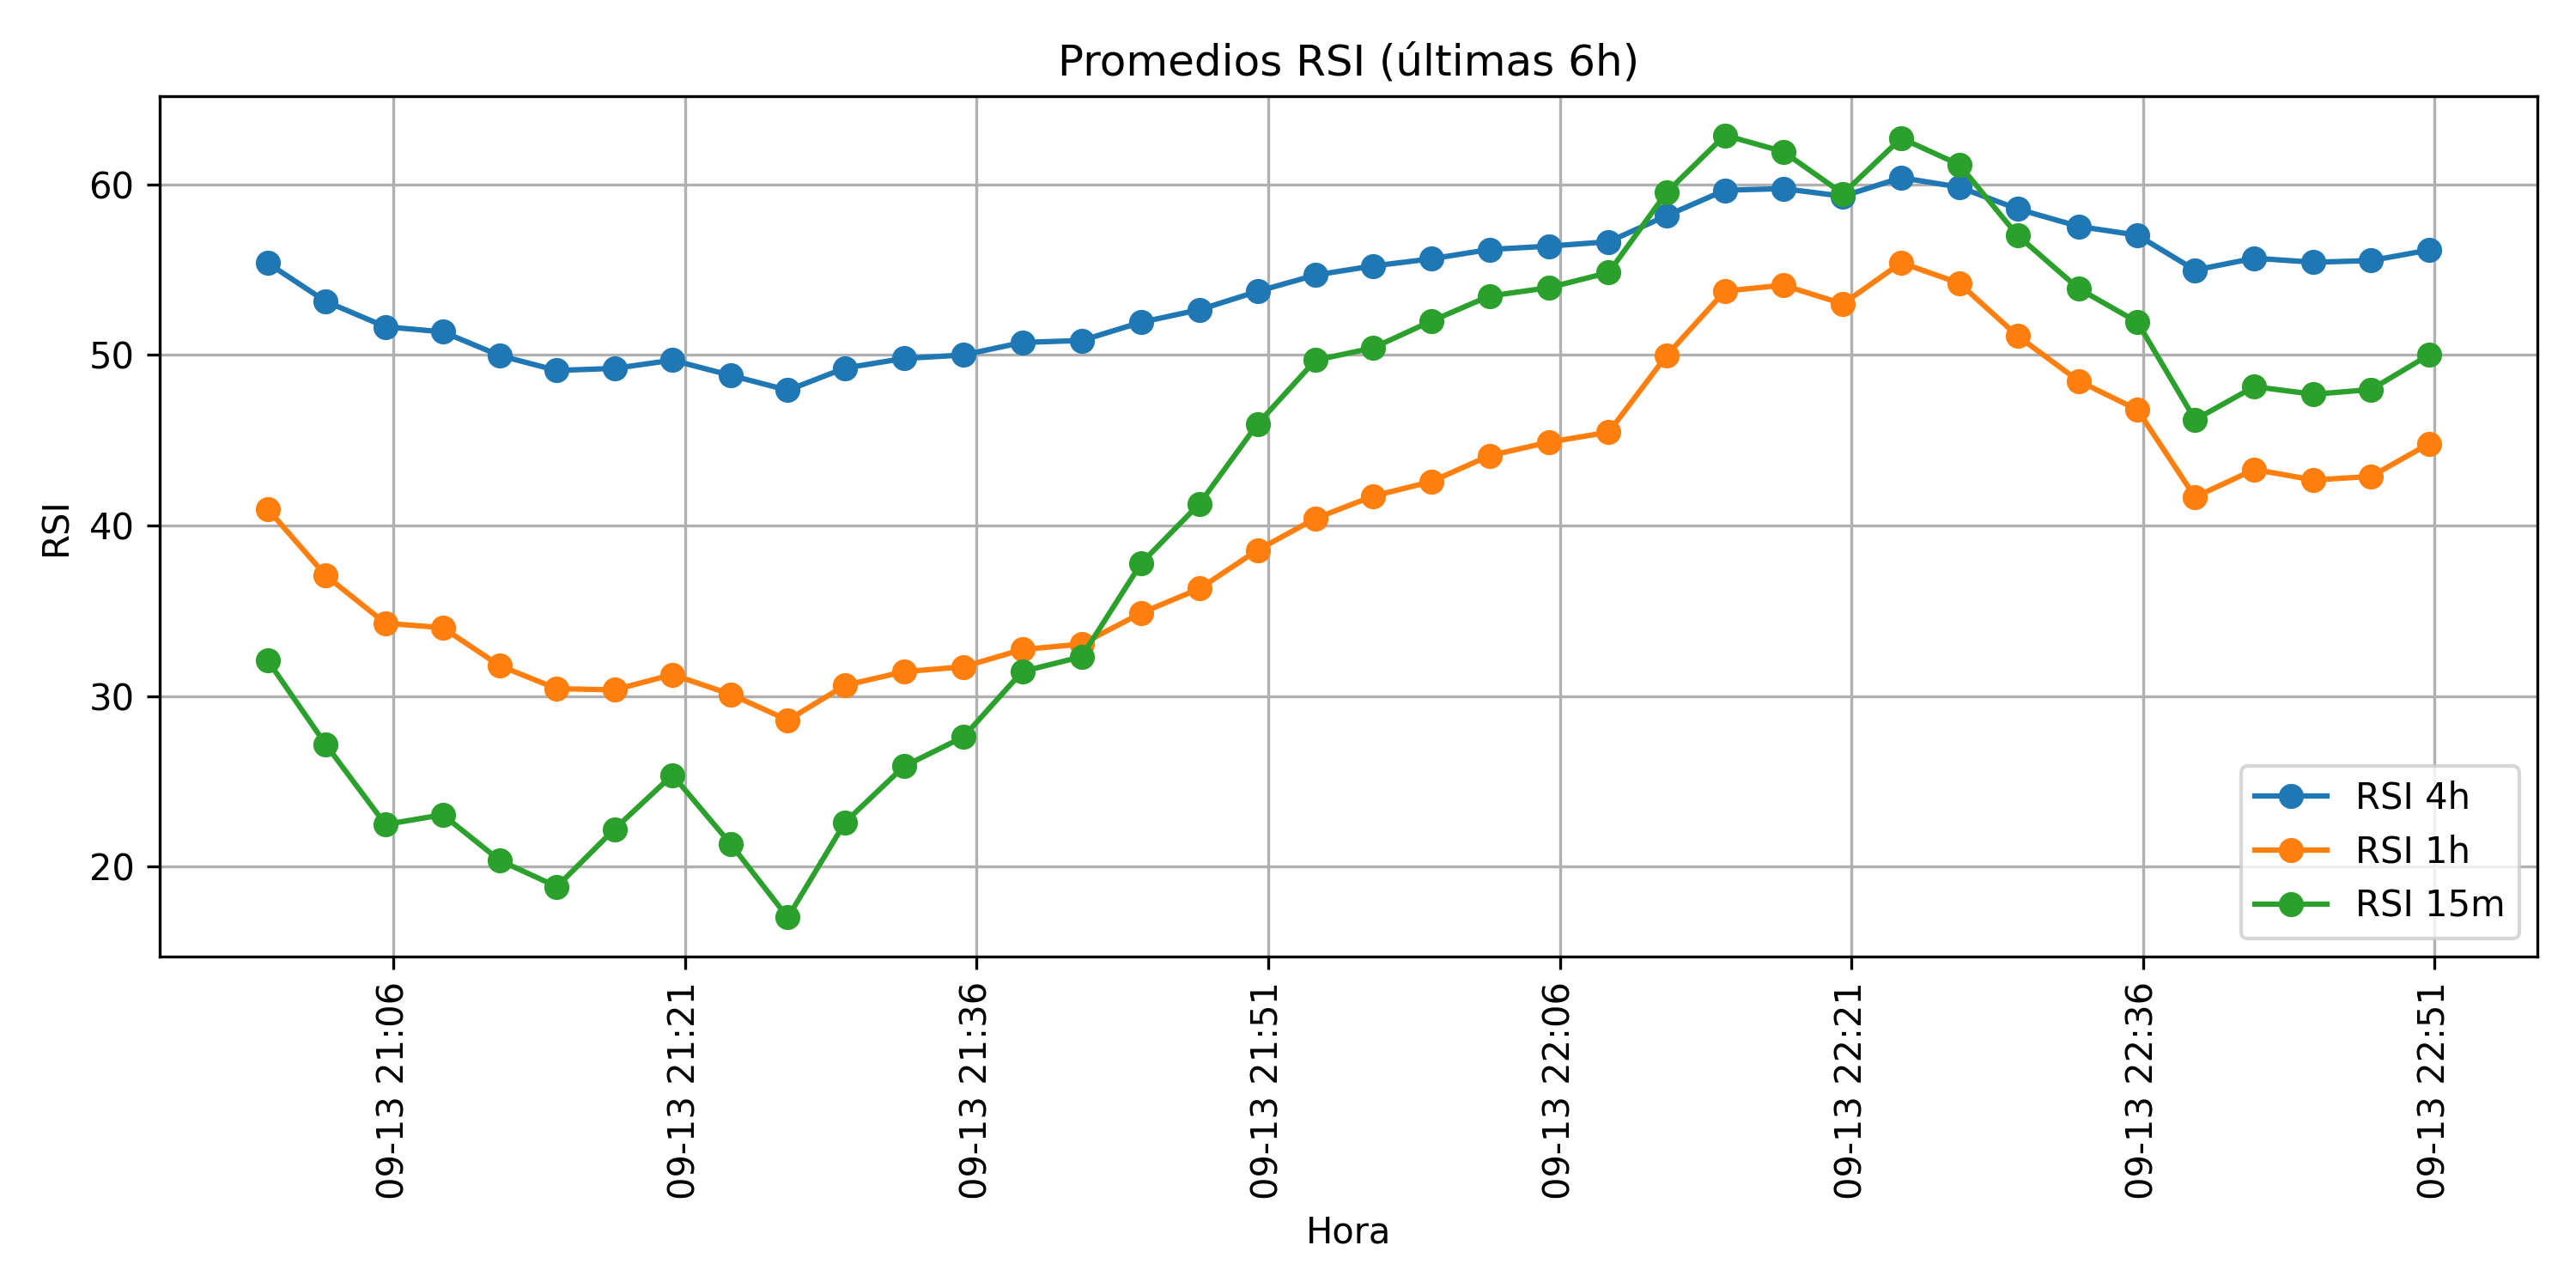 Promedios RSI (últimas 6h)
RSI
60
50
40
30
20
RSI 4h
RSI 1h
RSI 15m
09-13 21:06
09-13 21:21
09-13 21:36
09-13 21:51
09-13 22:06
09-13 22:21
09-13 22:36
09-13 22:51
Hora